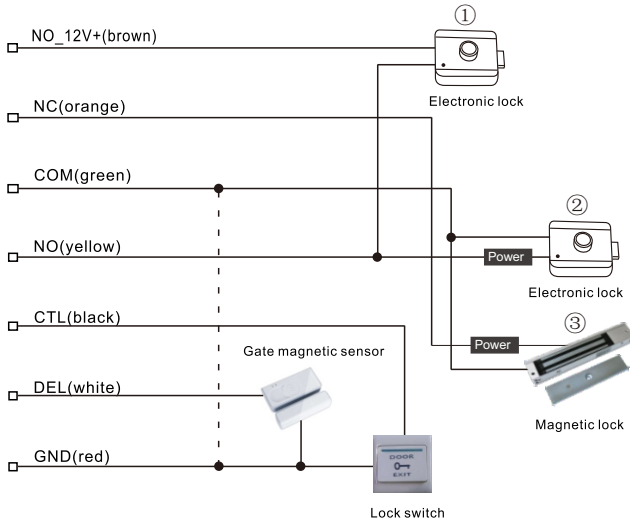 ①
NO_12V+(brown)
Electronic lock
NC(orange)
COM(green)
②
NO(yellow)
Power
Electronic lock
CTL(black)
③
Power
Gate magnetic sensor
DEL(white)
Magnetic lock
GND(red)
DOOR
EXIT
Lock switch